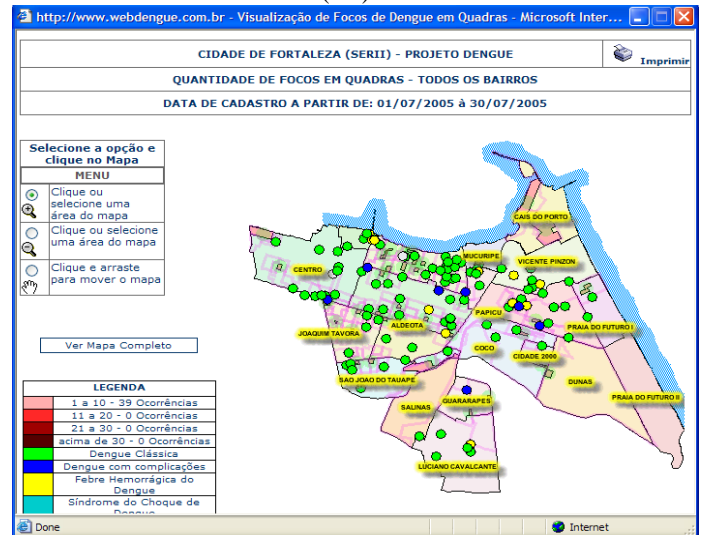 http://www.webdengue.com.br - Visualização de Focos de Dengue em Quadras - Microsoft Inter...
CIDADE DE FORTALEZA (SERII) - PROJETO DENGUE
Imprimir
QUANTIDADE DE FOCOS EM QUADRAS - TODOS OS BAIRROS
DATA DE CADASTRO A PARTIR DE: 01/07/2005 à 30/07/2005
Selecione a opção e
clique no Mapa
MENU
Clique ou
selecione uma
área do mapa
Clique ou selecione
uma área do mapa
Clique e arraste
para mover o mapa
Ver Mapa Completo
LEGENDA
1 a 10 - 39 Ocorrências
11 a 20 - 0 Ocorrências
21 a 30 - 0 Ocorrências
acima de 30 - 0 Ocorrências
Dengue Clássica
Dengue com complicações
Febre Hemorrágica do
Dengue
Síndrome do Choque de
Dengue
CAIS DO PORTO
MUCURIPE
VICENTE PINZON
CENTRO
PAPICU
ALDEOTA
PRAIA DO FUTURO I
JOAQUIM TAVORA
COCO
CIDADE 2000
SAO JOAO DO TAUAPE
DUNAS
PRAIA DO FUTURO II
GUARARAPES
SALINAS
LUCIANO CAVALCANTE
Done
Internet